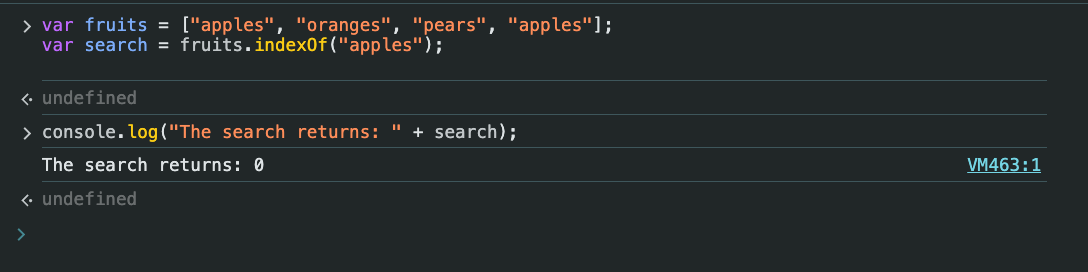 > var fruits = ["apples", "oranges", "pears", "apples"];
var search = fruits.indexOf("apples");
undefined
> console.log("The search returns: " + search);
The search returns: 0 VM463:1
undefined
>